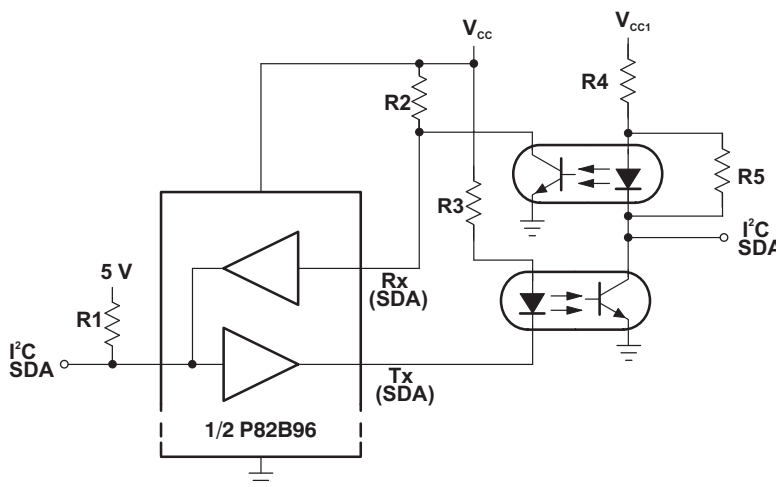 V_CC
V_CC1
R2
R4
R3
R5
I²C
SDA
5 V
R1
Rx
(SDA)
I²C
SDA
Tx
(SDA)
1/2 P82B96